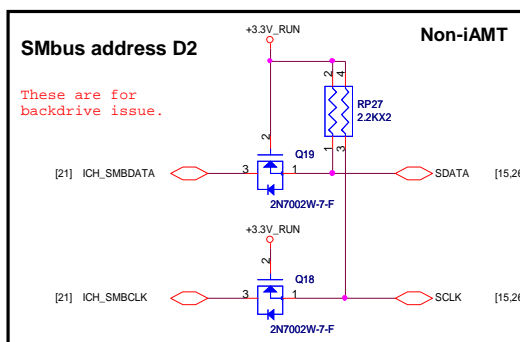 +3.3V_RUN
Non-iAMT
SMbus address D2
These are for
backdrive issue.
2
4
RP27
2.2KX2
2
1
3
Q19
[21] ICH_SMBDATA
3
1
SDATA
[15,26
2N7002W-7-F
+3.3V_RUN
2
Q18
[21] ICH_SMBCLK
3
1
SCLK
[15,26
2N7002W-7-F